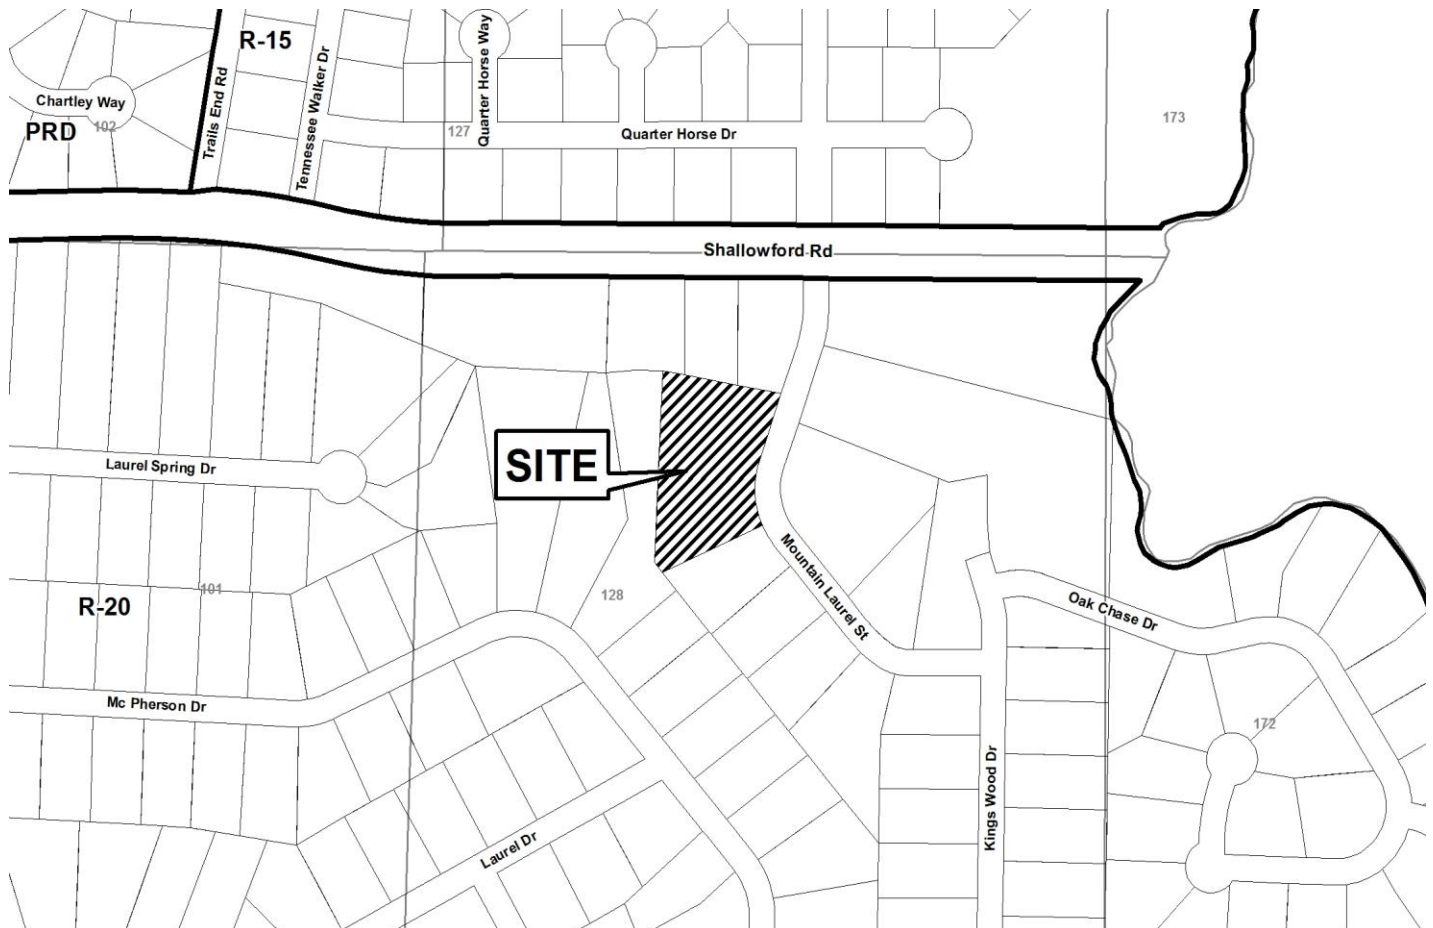 R-15
Quarter Horse Way
Tennessee Walker Dr
Trails End Rd
Chartley Way
PRD
102
127
Quarter Horse Dr
173
Shallowford Rd
SITE
Laurel Spring Dr
Mountain Laurel St
101
R-20
128
Oak Chase Dr
Mc Pherson Dr
172
Kings Wood Dr
Laurel Dr